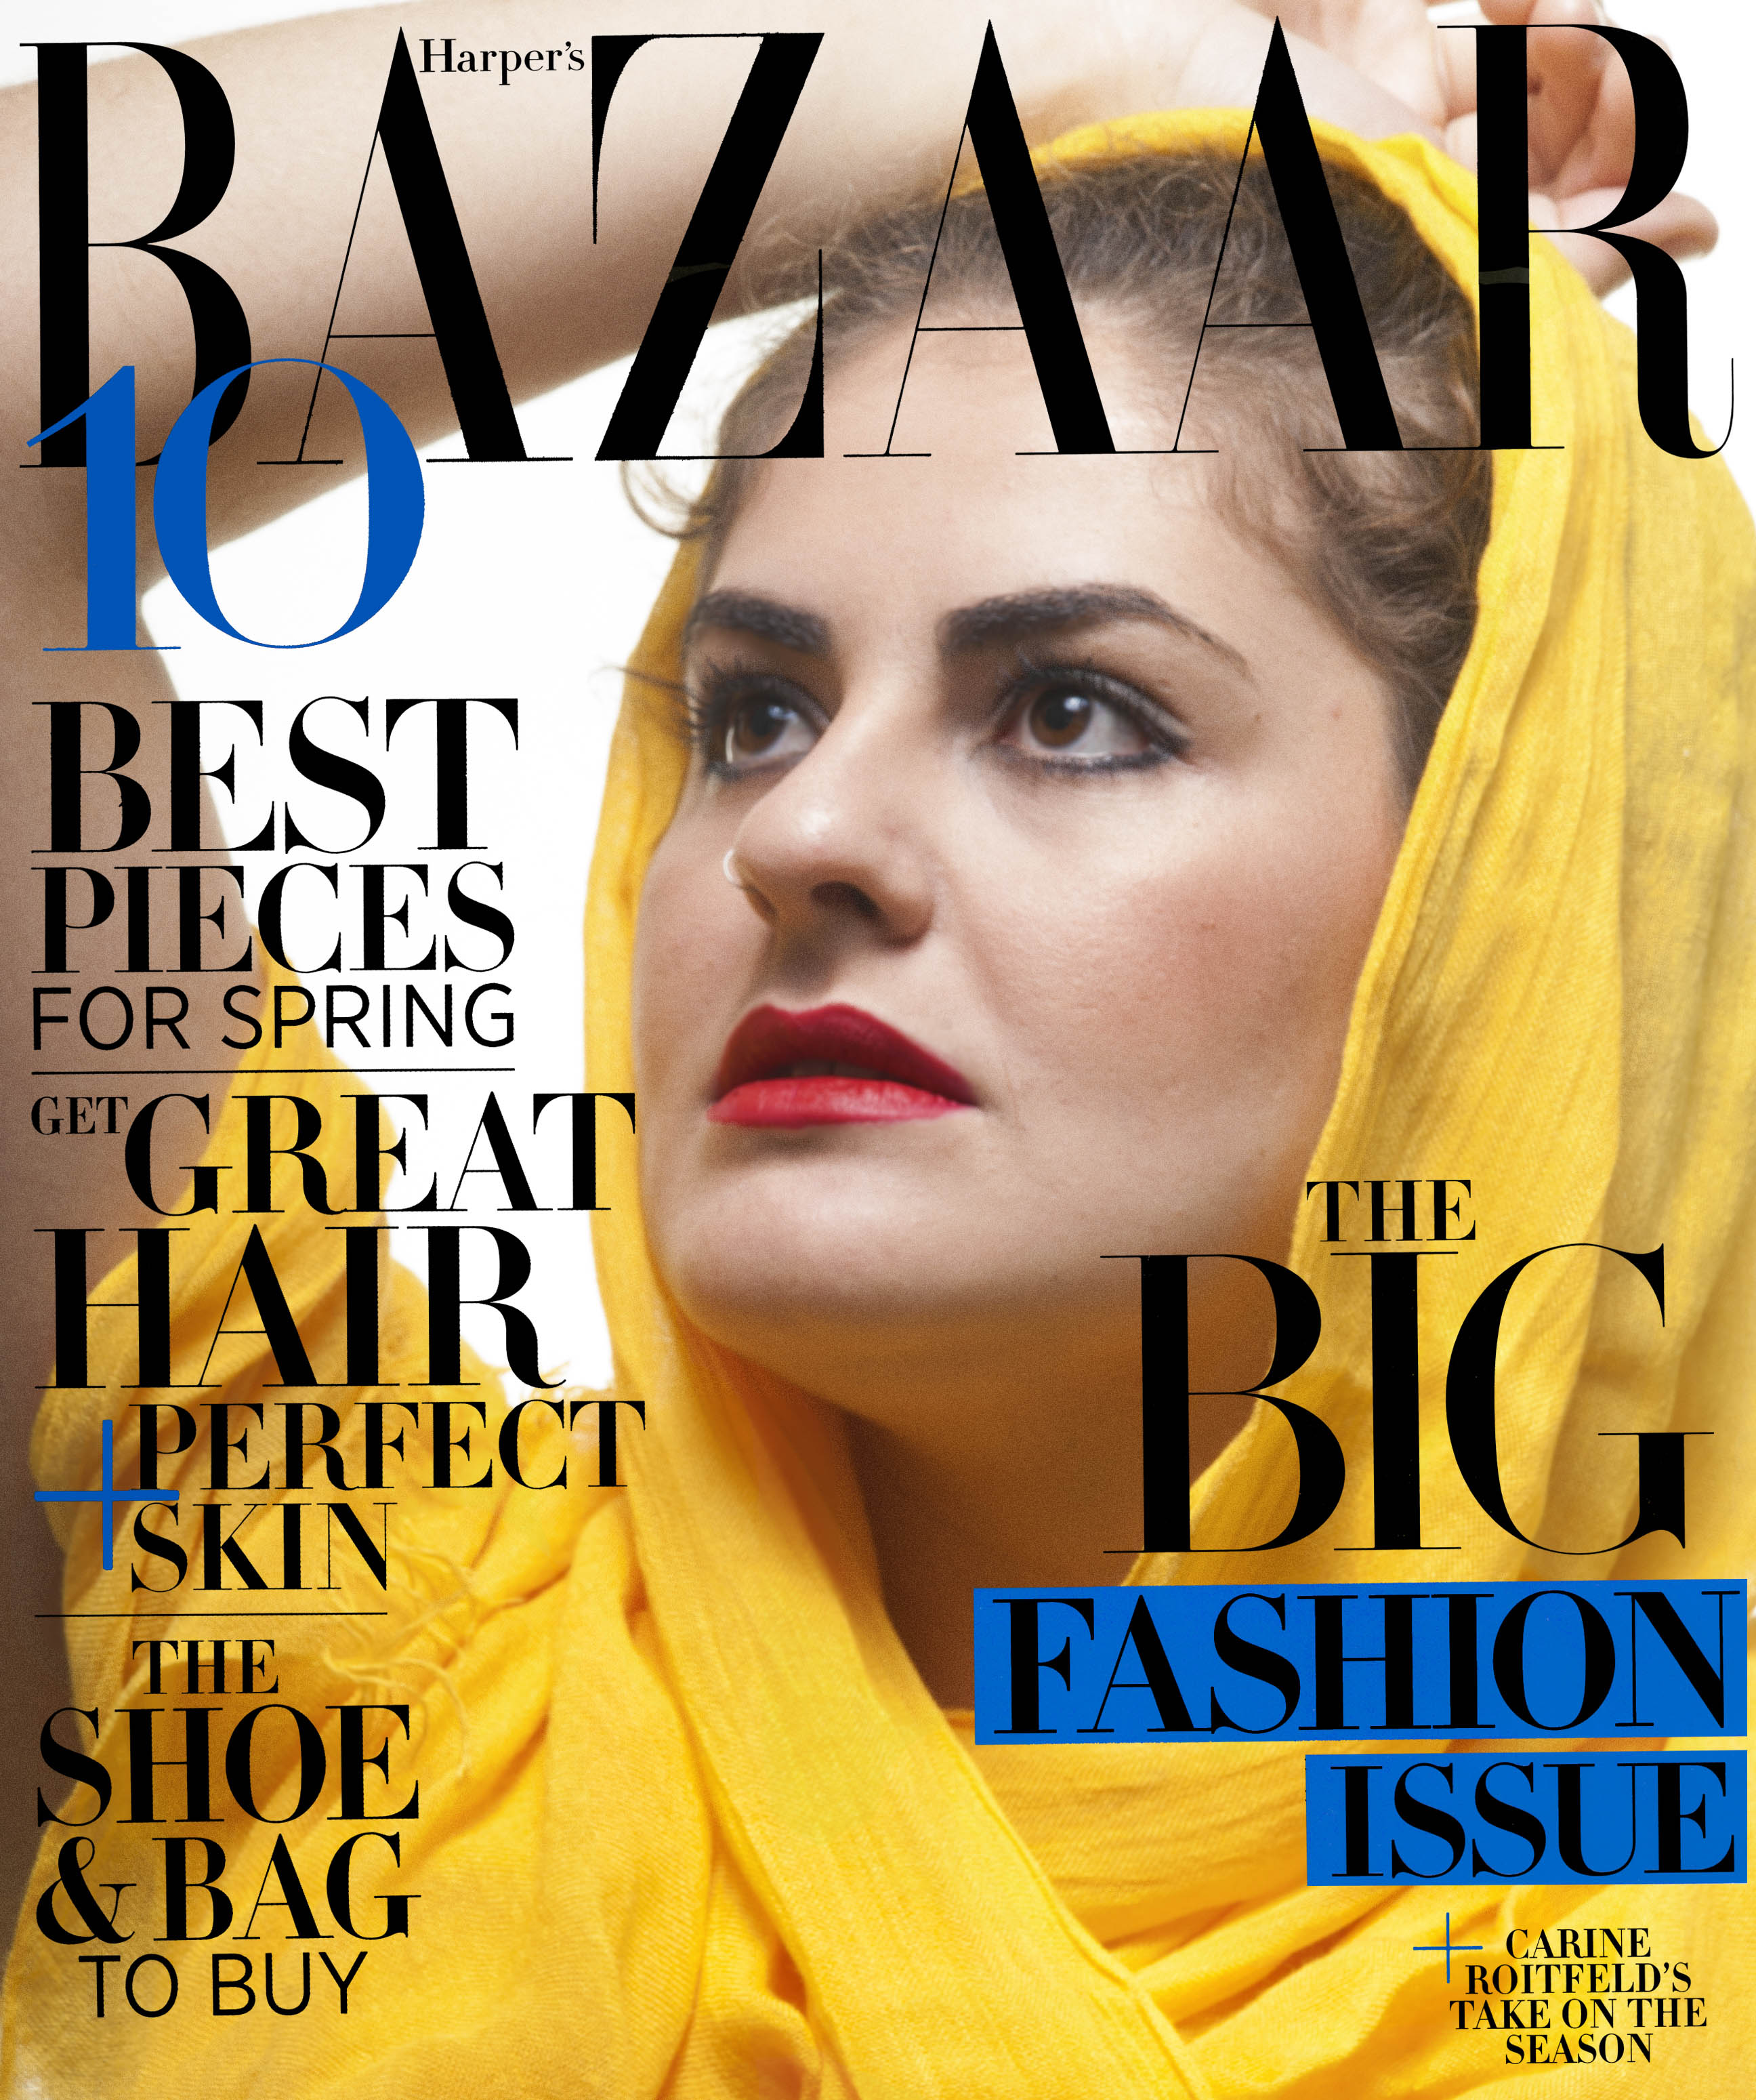 Harper's
BAZAAR
10
BEST
PIECES
FOR SPRING
GET GREAT
HAIR
+ PERFECT
SKIN
THE
SHOE
& BAG
TO BUY
THE
BIG
FASHION
ISSUE
+ CARINE
ROITFELD'S
TAKE ON THE
SEASON